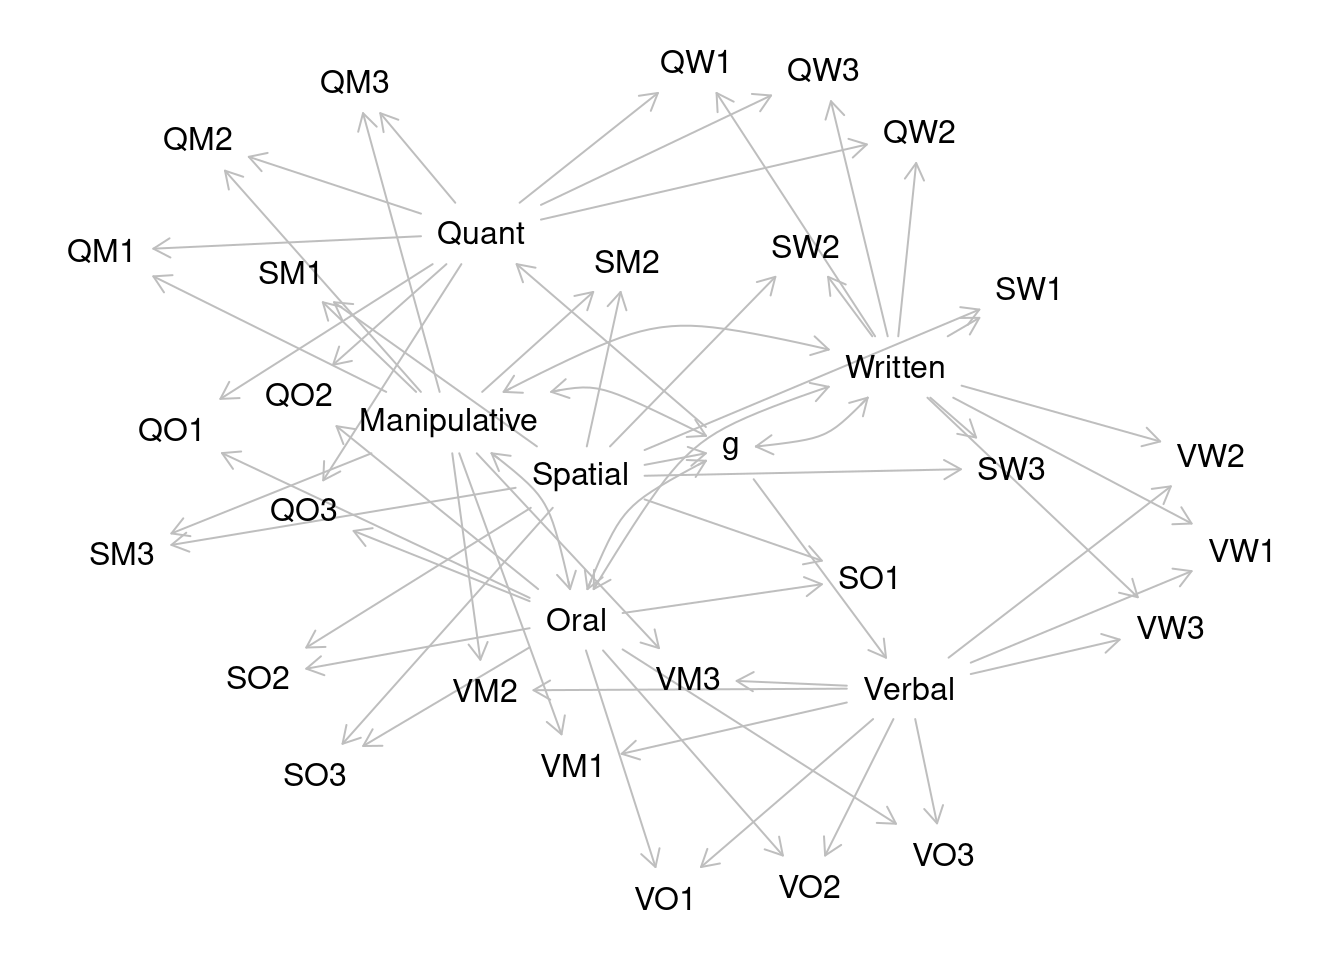 QW1
QW3
QM3
QW2
QM2
Quant
SW2
QM1
SM2
SM1
SW1
Written
QO2
Manipulative
QO1
g
VW2
SW3
Spatial
QO3
VW1
SM3
SO1
Oral
VW3
SO2
VM3
Verbal
VM2
VM1
SO3
VO3
VO2
VO1